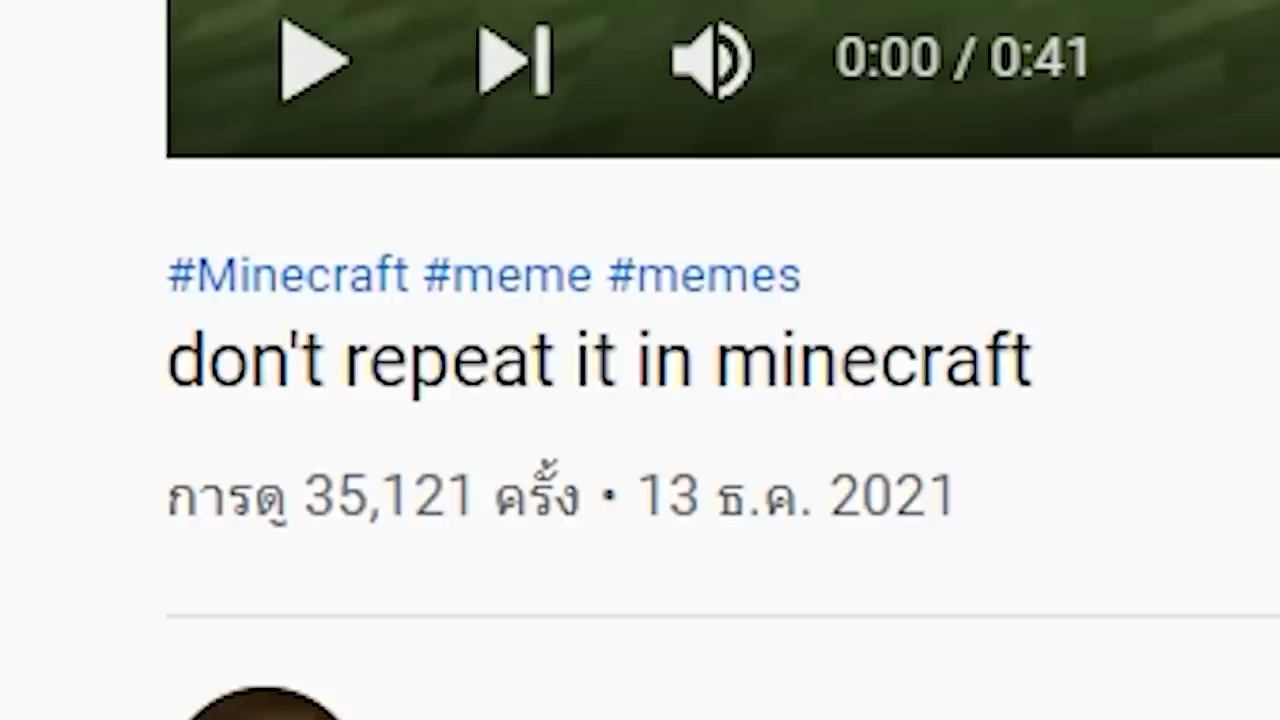 0:00 / 0:41
#Minecraft #meme #memes
don't repeat it in minecraft
การดู 35,121 ครั้ง • 13 ธ.ค. 2021